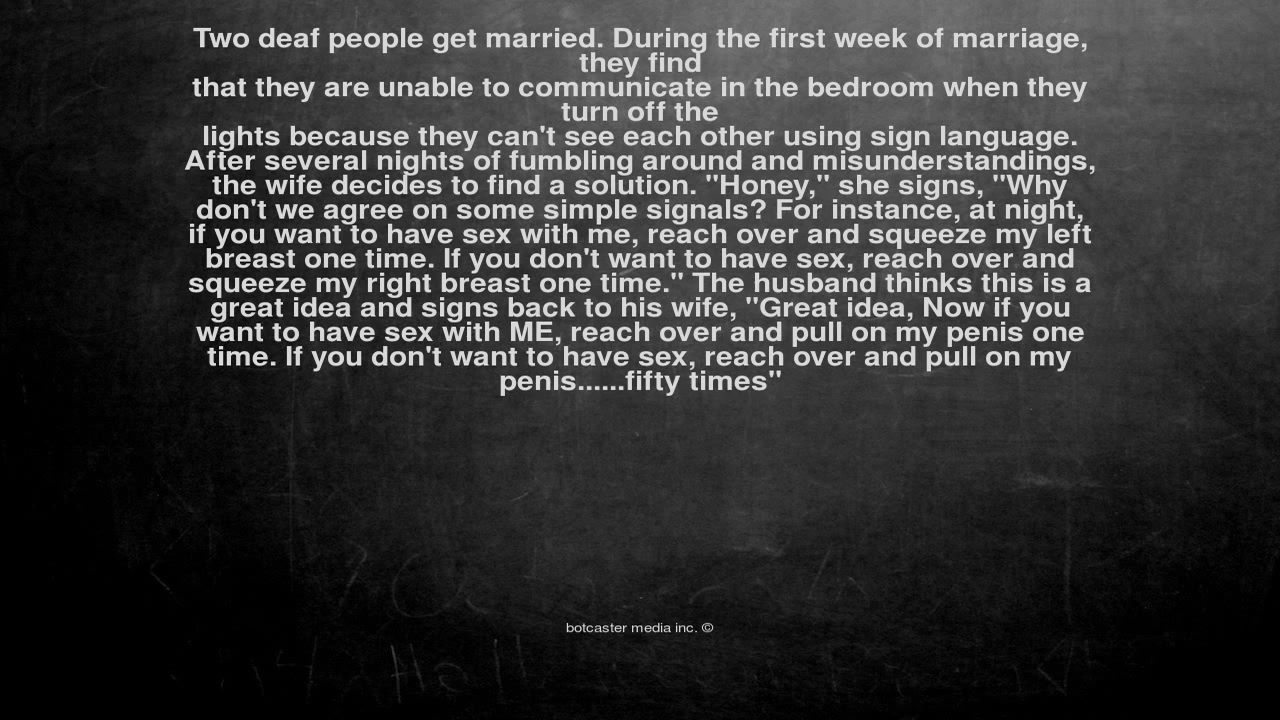 Two deaf people get married. During the first week of marriage,
they find
that they are unable to communicate in the bedroom when they
turn off the
lights because they can't see each other using sign language.
After several nights of fumbling around and misunderstandings,
the wife decides to find a solution. "Honey," she signs, "Why
don't we agree on some simple signals? For instance, at night,
if you want to have sex with me, reach over and squeeze my left
breast one time. If you don't want to have sex, reach over and
squeeze my right breast one time." The husband thinks this is a
great idea and signs back to his wife, "Great idea, Now if you
want to have sex with ME, reach over and pull on my penis one
time. If you don't want to have sex, reach over and pull on my
penis......fifty times"
botcaster media inc. ©